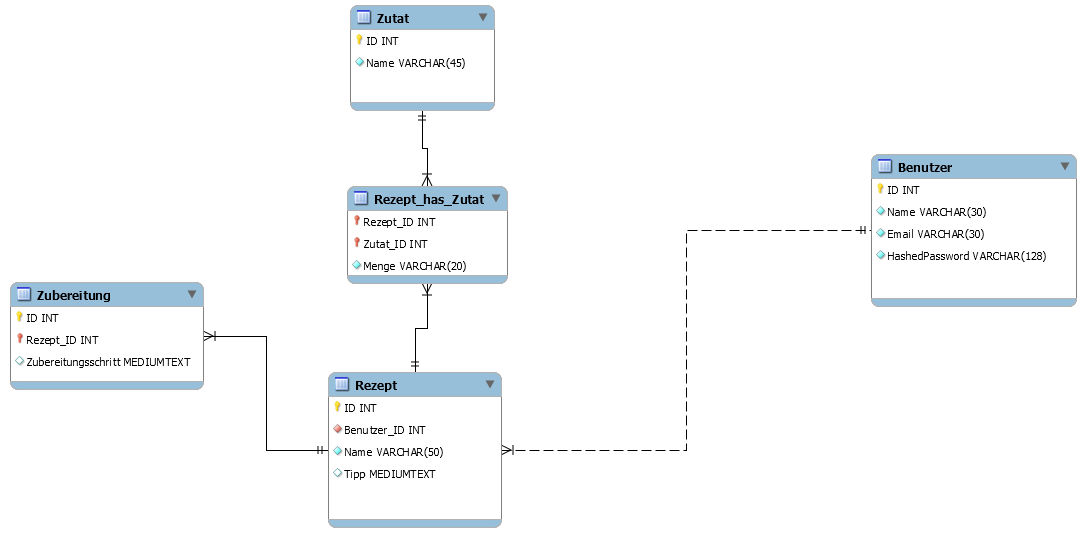 Zutat
ID INT
Name VARCHAR(45)
Rezept_has_Zutat
Rezept_ID INT
Zutat_ID INT
Menge VARCHAR(20)
Benutzer
ID INT
Name VARCHAR(30)
Email VARCHAR(30)
HashedPassword VARCHAR(128)
Zubereitung
ID INT
Rezept_ID INT
Zubereitungsschritt MEDIUMTEXT
Rezept
ID INT
Benutzer_ID INT
Name VARCHAR(50)
Tipp MEDIUMTEXT